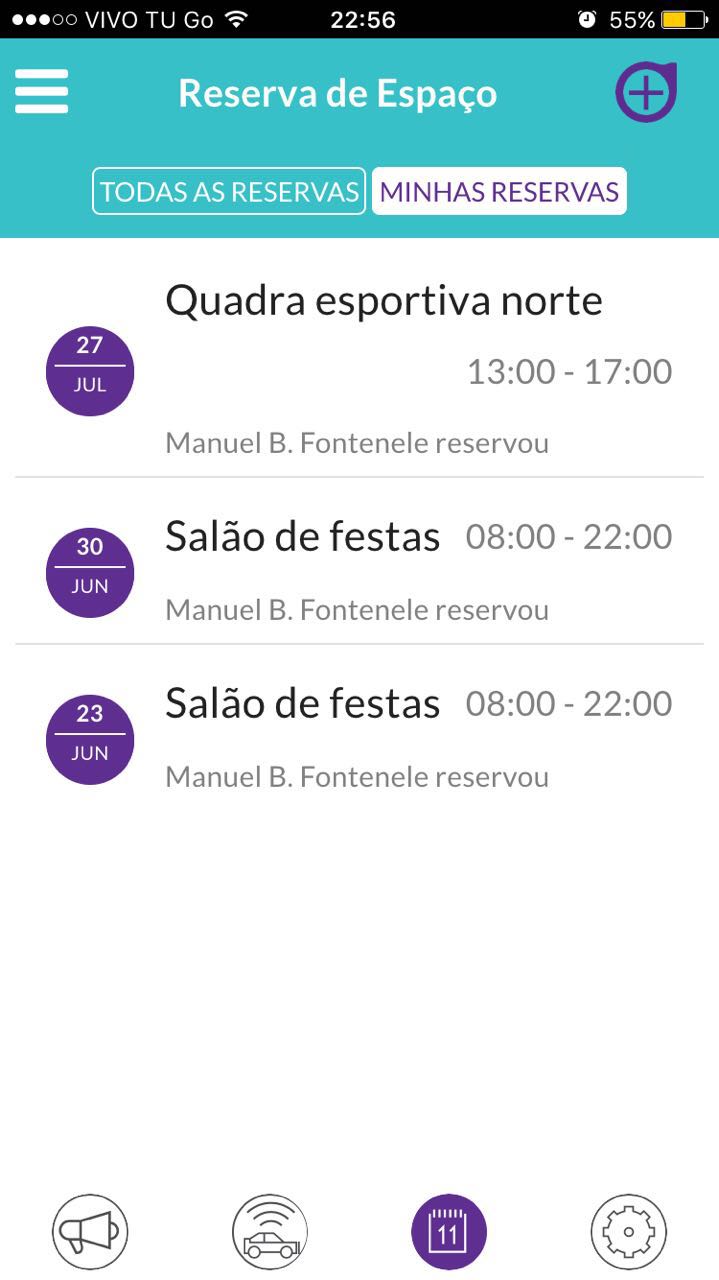 VIVO TU Go 22:56 55%
Reserva de Espaço
TODAS AS RESERVAS MINHAS RESERVAS
Quadra esportiva norte
27
JUL
13:00 - 17:00
Manuel B. Fontenele reservou
Salão de festas 08:00 - 22:00
30
JUN
Manuel B. Fontenele reservou
Salão de festas 08:00 - 22:00
23
JUN
Manuel B. Fontenele reservou
11